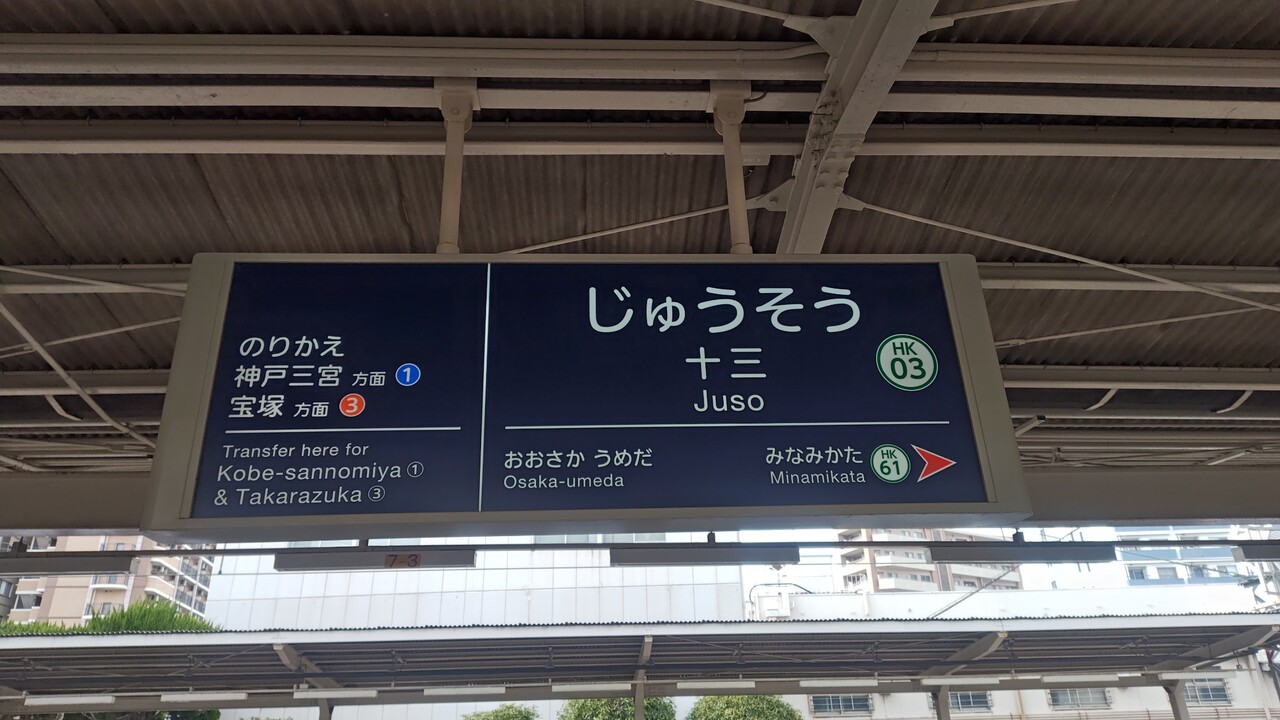 のりかえ
神戸三宮 方面 1
宝塚 方面 3
Transfer here for
Kobe-sannomiya ①
& Takarazuka ③
じゅうそう
十三
Juso
HK
03
おおさか うめだ
Osaka-umeda
みなみかた
Minamikata
HK
61
7-3